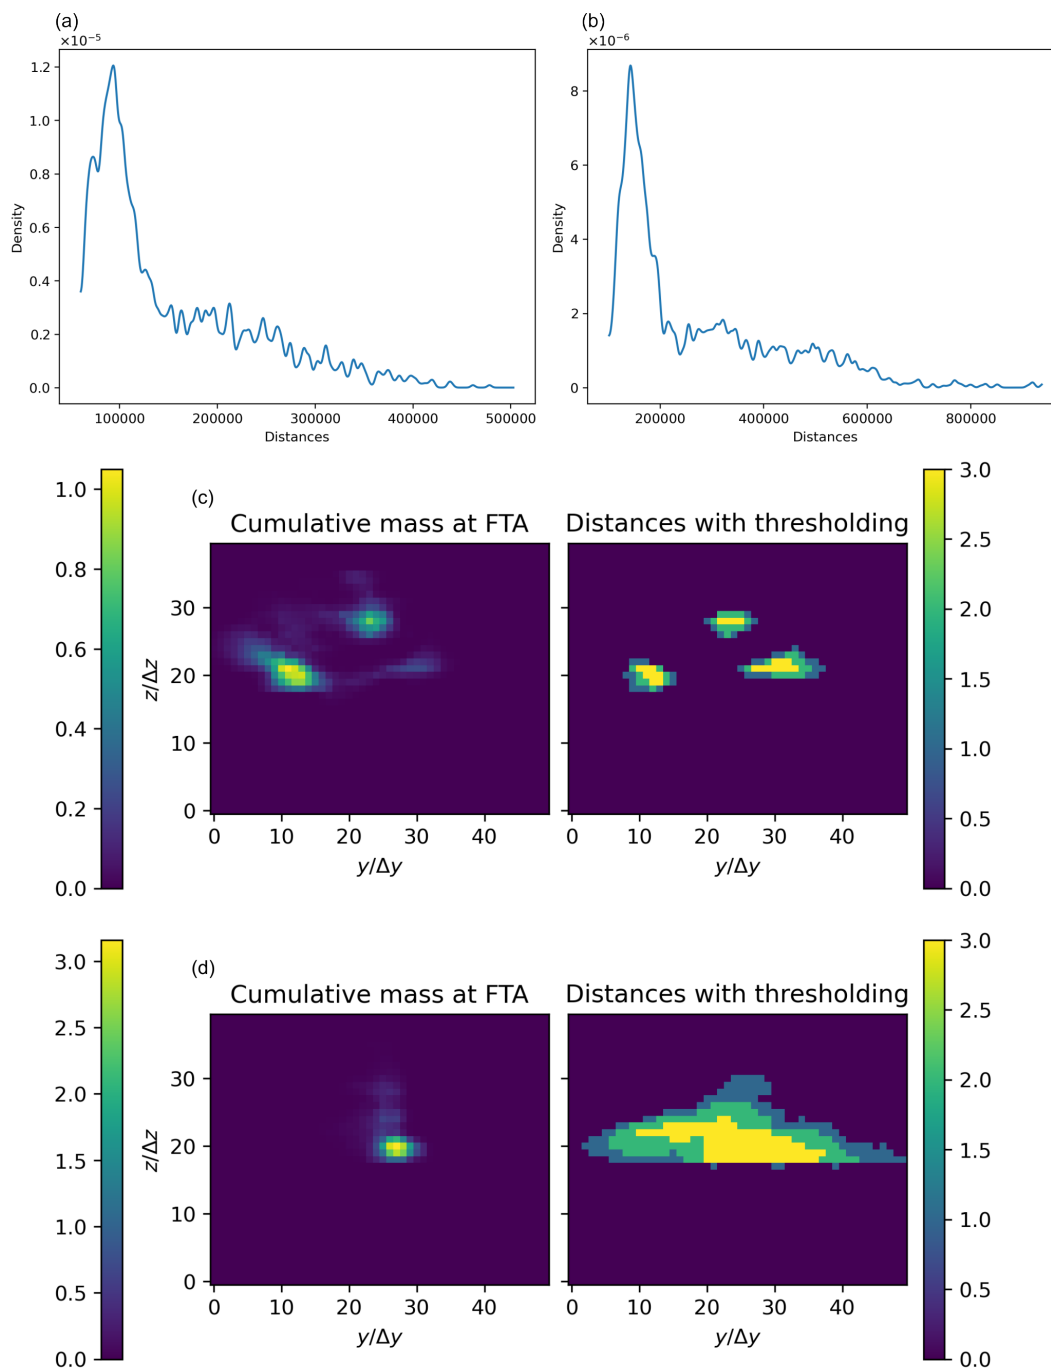 (a)
×10⁻⁵
1.2
1.0
0.8
0.6
0.4
0.2
0.0
Density
100000 200000 300000 400000 500000
Distances
(b)
×10⁻⁶
8
6
4
2
0
Density
200000 400000 600000 800000
Distances
(c)
1.0
0.8
0.6
0.4
0.2
0.0
Cumulative mass at FTA
30
20
10
0
z/Δz
0 10 20 30 40
y/Δy
Distances with thresholding
0 10 20 30 40
y/Δy
3.0
2.5
2.0
1.5
1.0
0.5
0.0
(d)
3.0
2.5
2.0
1.5
1.0
0.5
0.0
Cumulative mass at FTA
30
20
10
0
z/Δz
0 10 20 30 40
y/Δy
Distances with thresholding
0 10 20 30 40
y/Δy
3.0
2.5
2.0
1.5
1.0
0.5
0.0